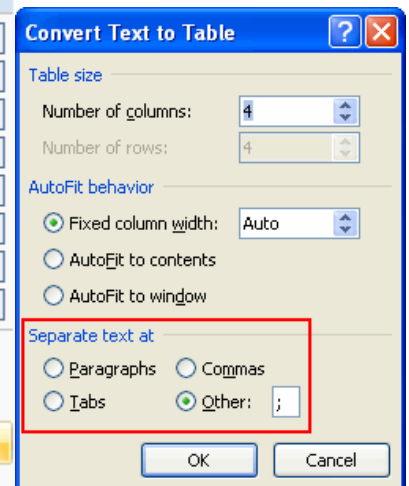 Convert Text to Table
Table size
Number of columns: 4
Number of rows: 4
AutoFit behavior
Fixed column width: Auto
AutoFit to contents
AutoFit to window
Separate text at
Paragraphs Commas
Tabs Other: ;
OK Cancel